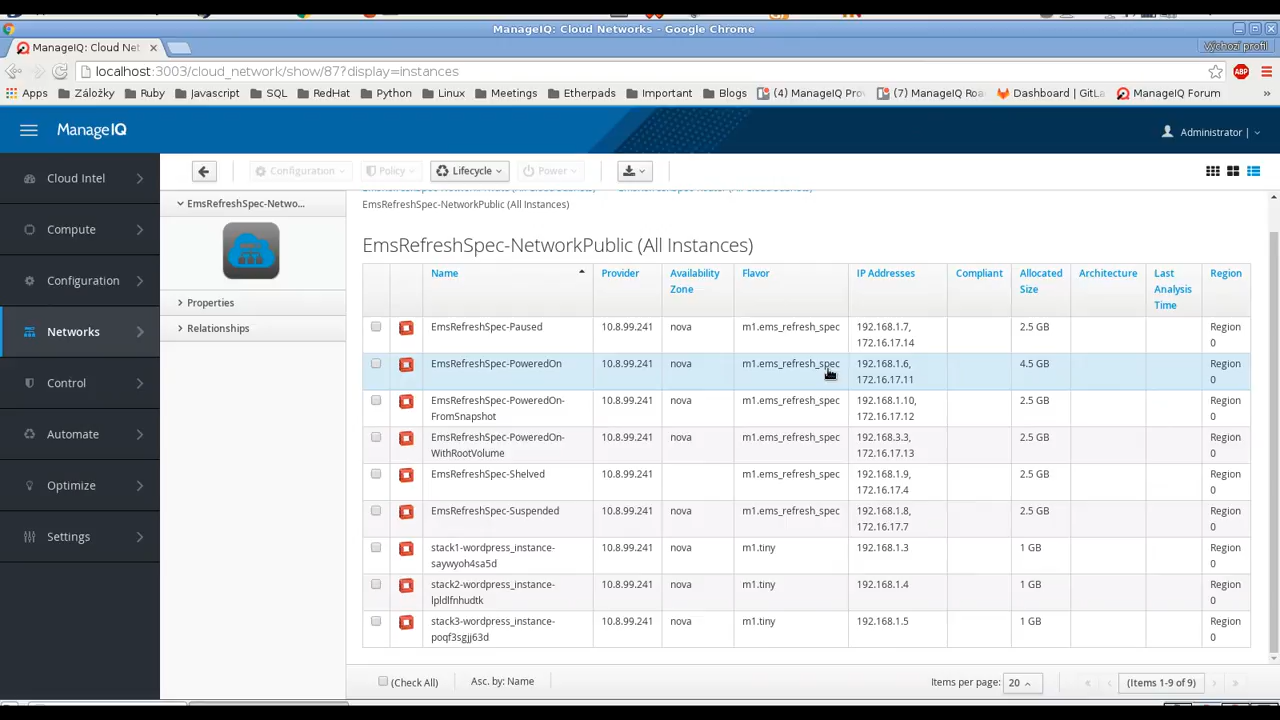 ManageIQ: Cloud Networks - Google Chrome
ManageIQ: Cloud Net
Výchozí profil
localhost:3003/cloud_network/show/87?display=instances
ABP
Apps Záložky Ruby Javascript SQL RedHat Python Linux Meetings Etherpads Important Blogs (4) ManageIQ Pro (7) ManageIQ Roa Dashboard | GitLa ManageIQ Forum
ManageIQ
Administrator |
Cloud Intel
Compute
Configuration
Networks
Control
Automate
Optimize
Settings
Configuration Policy Lifecycle Power
EmsRefreshSpec-Netwo...
Properties
Relationships
EmsRefreshSpec-NetworkPublic (All Instances)
EmsRefreshSpec-NetworkPublic (All Instances)
Name Provider Availability Zone Flavor IP Addresses Compliant Allocated Size Architecture Last Analysis Time Region
EmsRefreshSpec-Paused 10.8.99.241 nova m1.ems_refresh_spec 192.168.1.7, 172.16.17.14 2.5 GB Region 0
EmsRefreshSpec-PoweredOn 10.8.99.241 nova m1.ems_refresh_spec 192.168.1.6, 172.16.17.11 4.5 GB Region 0
EmsRefreshSpec-PoweredOn-FromSnapshot 10.8.99.241 nova m1.ems_refresh_spec 192.168.1.10, 172.16.17.12 2.5 GB Region 0
EmsRefreshSpec-PoweredOn-WithRootVolume 10.8.99.241 nova m1.ems_refresh_spec 192.168.3.3, 172.16.17.13 2.5 GB Region 0
EmsRefreshSpec-Shelved 10.8.99.241 nova m1.ems_refresh_spec 192.168.1.9, 172.16.17.4 2.5 GB Region 0
EmsRefreshSpec-Suspended 10.8.99.241 nova m1.ems_refresh_spec 192.168.1.8, 172.16.17.7 2.5 GB Region 0
stack1-wordpress_instance-saywyoh4sa5d 10.8.99.241 nova m1.tiny 192.168.1.3 1 GB Region 0
stack2-wordpress_instance-lpldlfnhudtk 10.8.99.241 nova m1.tiny 192.168.1.4 1 GB Region 0
stack3-wordpress_instance-poqf3sgjj63d 10.8.99.241 nova m1.tiny 192.168.1.5 1 GB Region 0
(Check All) Asc. by: Name Items per page: 20 (Items 1-9 of 9)